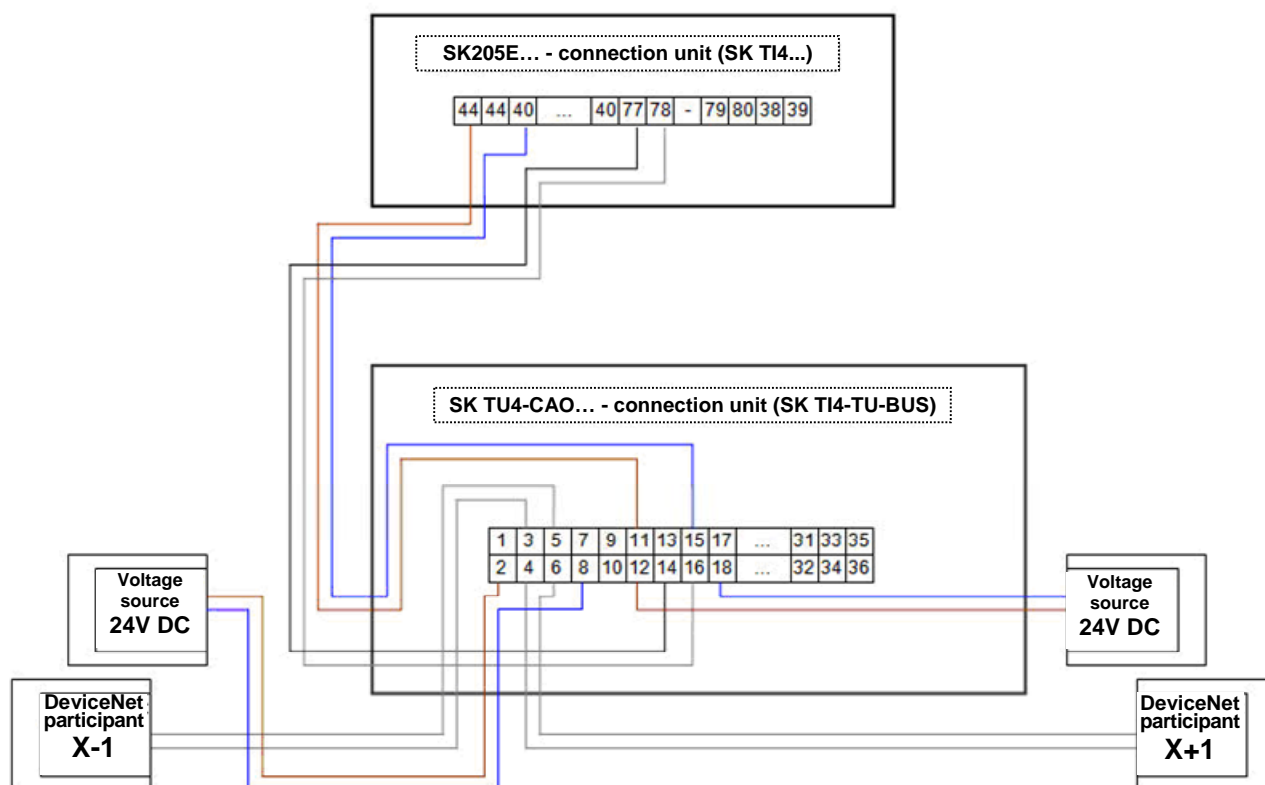 SK205E… - connection unit (SK TI4...)
44 44 40 ... 40 77 78 - 79 80 38 39
SK TU4-CAO… - connection unit (SK TI4-TU-BUS)
1 3 5 7 9 11 13 15 17 ... 31 33 35
2 4 6 8 10 12 14 16 18 ... 32 34 36
Voltage
source
24V DC
Voltage
source
24V DC
DeviceNet
participant
X-1
DeviceNet
participant
X+1